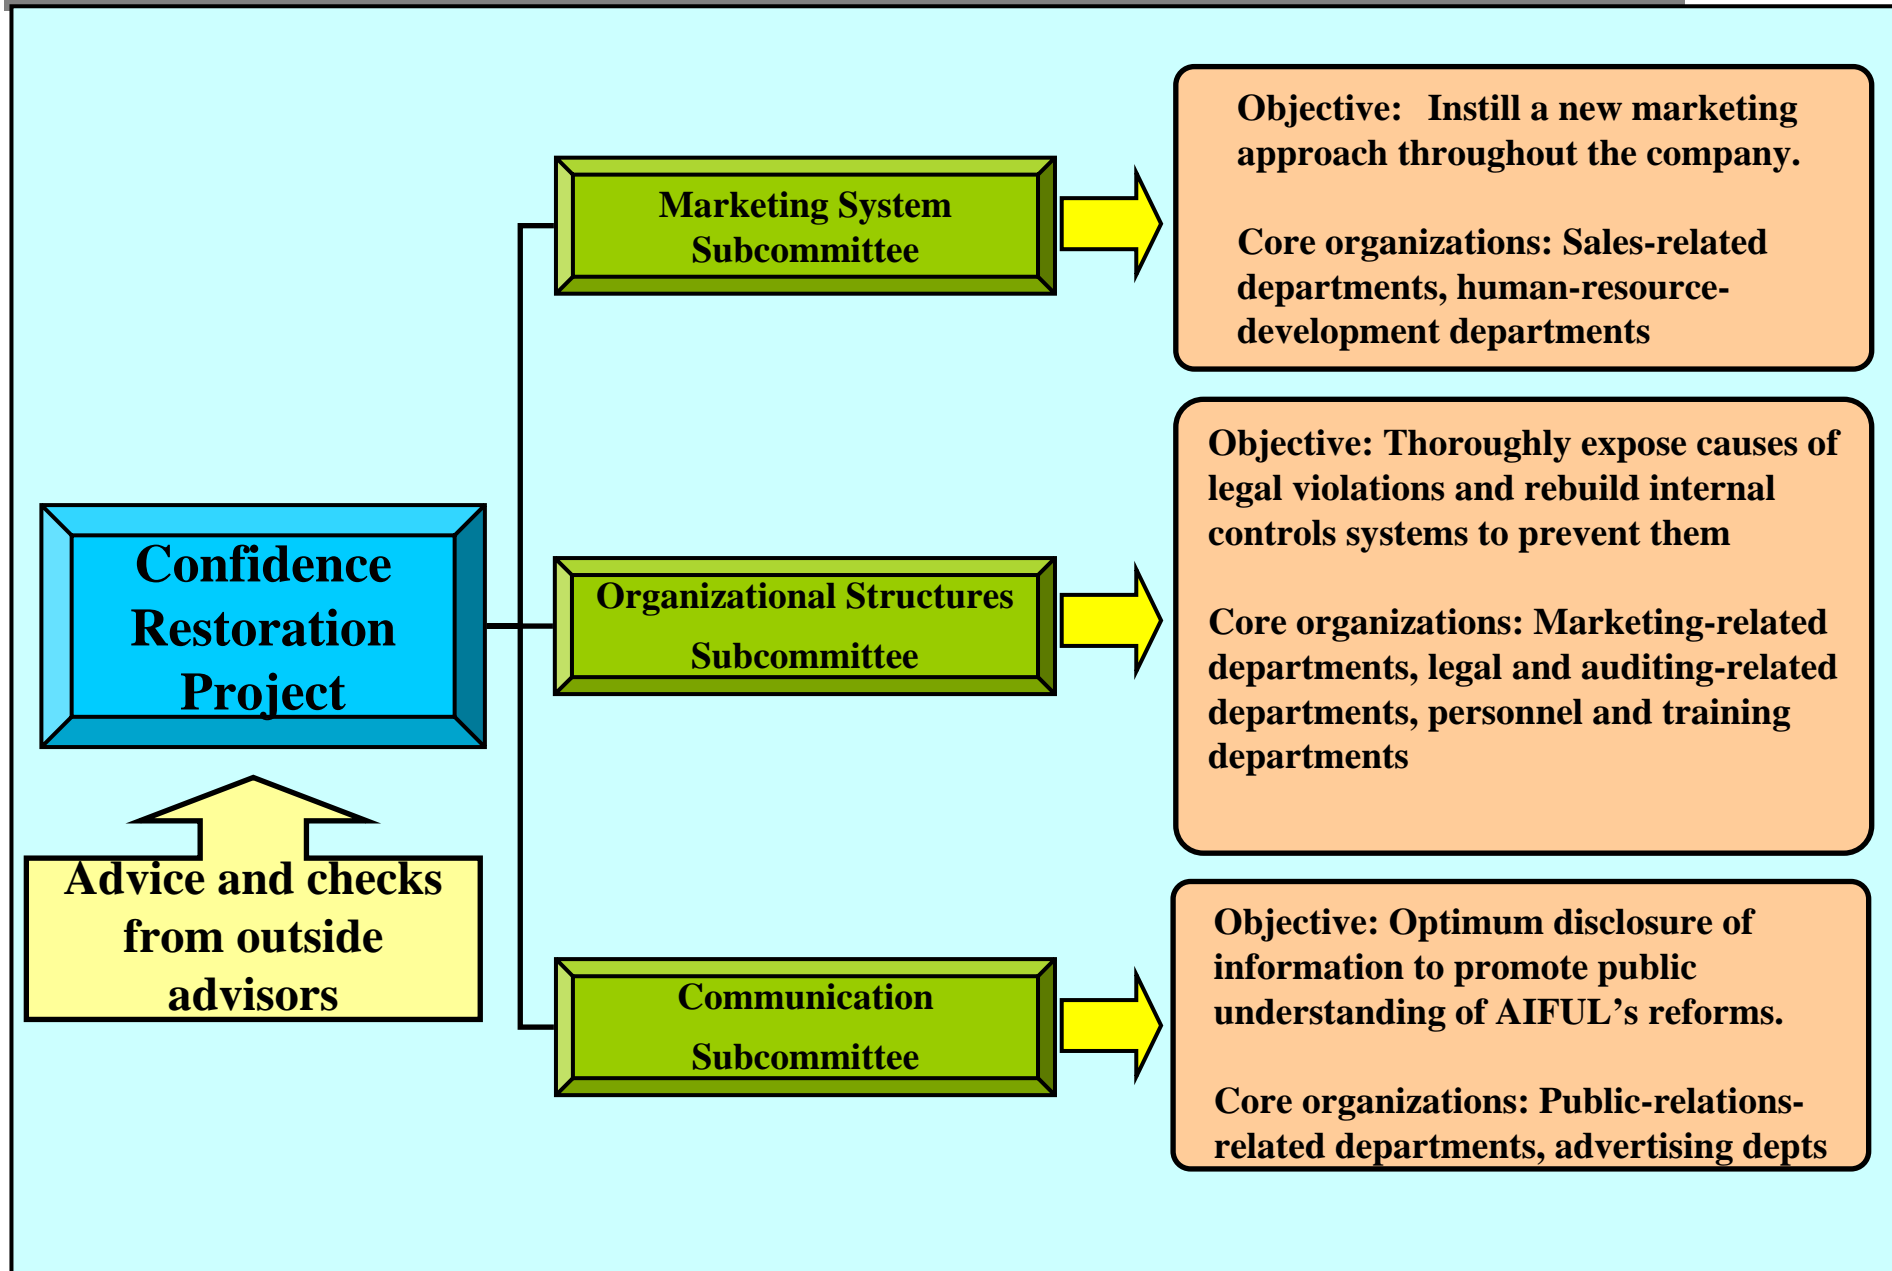 Confidence
Restoration
Project
Advice and checks
from outside
advisors
Marketing System
Subcommittee
Objective: Instill a new marketing
approach throughout the company.
Core organizations: Sales-related
departments, human-resource-
development departments
Organizational Structures
Subcommittee
Objective: Thoroughly expose causes of
legal violations and rebuild internal
controls systems to prevent them
Core organizations: Marketing-related
departments, legal and auditing-related
departments, personnel and training
departments
Communication
Subcommittee
Objective: Optimum disclosure of
information to promote public
understanding of AIFUL’s reforms.
Core organizations: Public-relations-
related departments, advertising depts